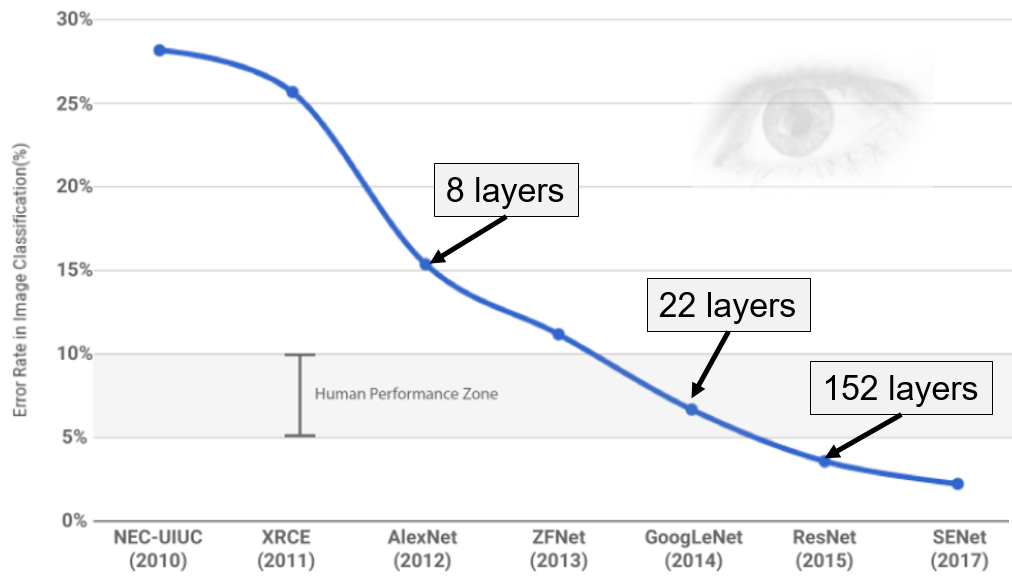 30%
25%
20%
15%
10%
5%
0%
Error Rate in Image Classification(%)
8 layers
22 layers
152 layers
Human Performance Zone
NEC-UIUC
(2010)
XRCE
(2011)
AlexNet
(2012)
ZFNet
(2013)
GoogLeNet
(2014)
ResNet
(2015)
SENet
(2017)